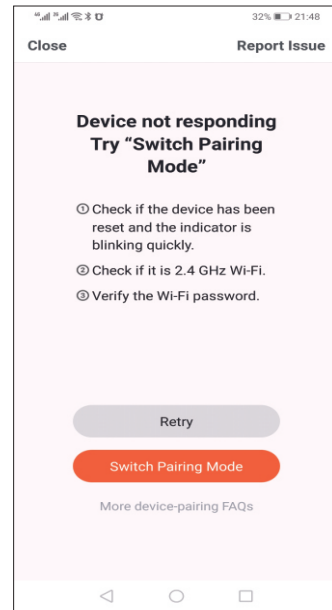 32% 21:48
Close Report Issue
Device not responding
Try “Switch Pairing
Mode”
① Check if the device has been
reset and the indicator is
blinking quickly.
② Check if it is 2.4 GHz Wi-Fi.
③ Verify the Wi-Fi password.
Retry
Switch Pairing Mode
More device-pairing FAQs